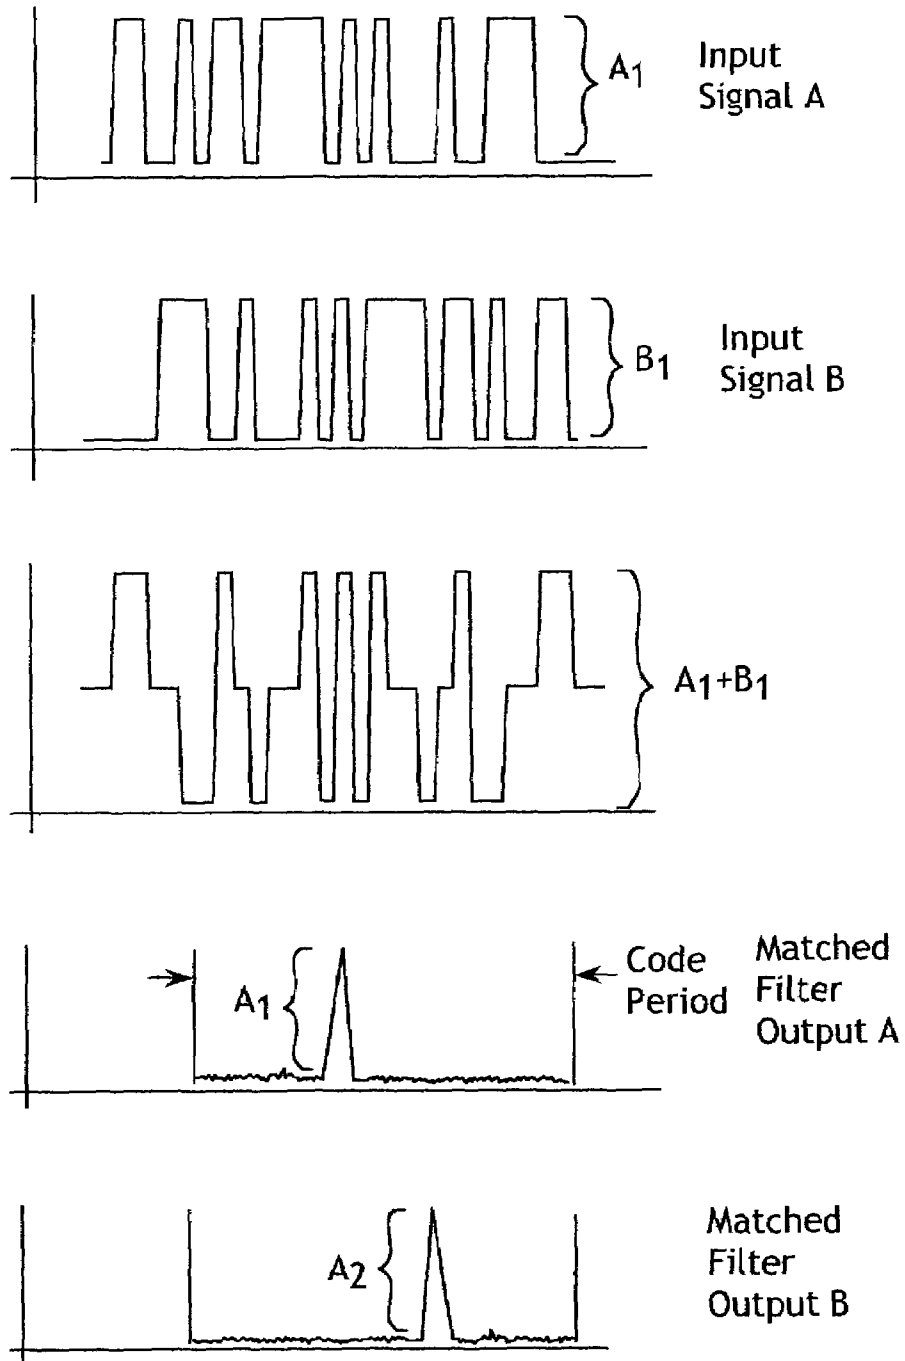 A1
Input
Signal A
B1
Input
Signal B
A1+B1
A1
Code
Period
Matched
Filter
Output A
A2
Matched
Filter
Output B